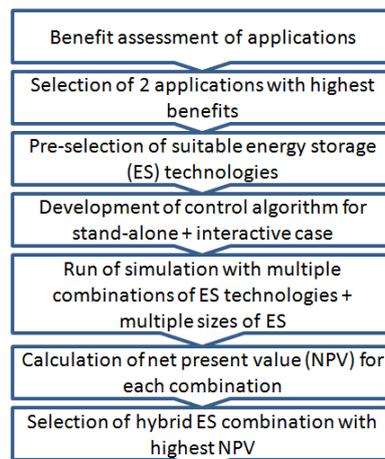 Benefit assessment of applications
Selection of 2 applications with highest
benefits
Pre-selection of suitable energy storage
(ES) technologies
Development of control algorithm for
stand-alone + interactive case
Run of simulation with multiple
combinations of ES technologies +
multiple sizes of ES
Calculation of net present value (NPV) for
each combination
Selection of hybrid ES combination with
highest NPV